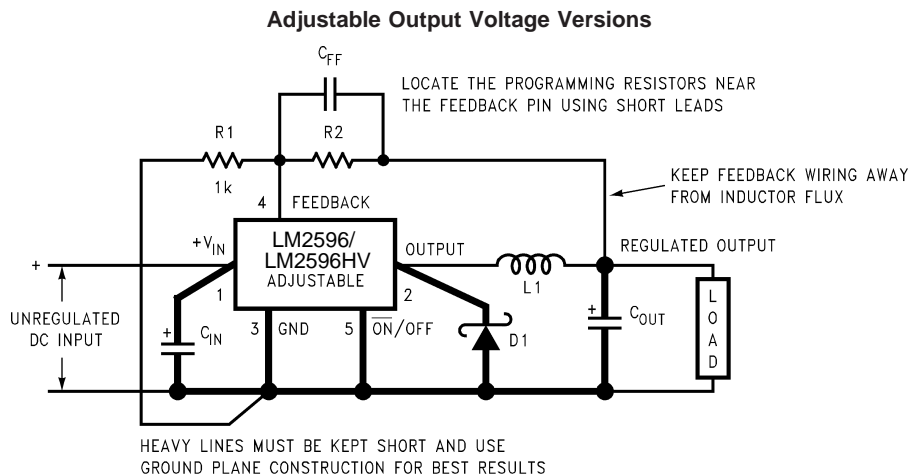 Adjustable Output Voltage Versions
CFF
LOCATE THE PROGRAMMING RESISTORS NEAR
THE FEEDBACK PIN USING SHORT LEADS
R1
R2
1k
4 FEEDBACK
KEEP FEEDBACK WIRING AWAY
FROM INDUCTOR FLUX
+VIN
LM2596/
LM2596HV
ADJUSTABLE
OUTPUT
REGULATED OUTPUT
+
1
2
L1
UNREGULATED
DC INPUT
+
CIN
3 GND
5 ON/OFF
D1
+
COUT
LOAD
HEAVY LINES MUST BE KEPT SHORT AND USE
GROUND PLANE CONSTRUCTION FOR BEST RESULTS